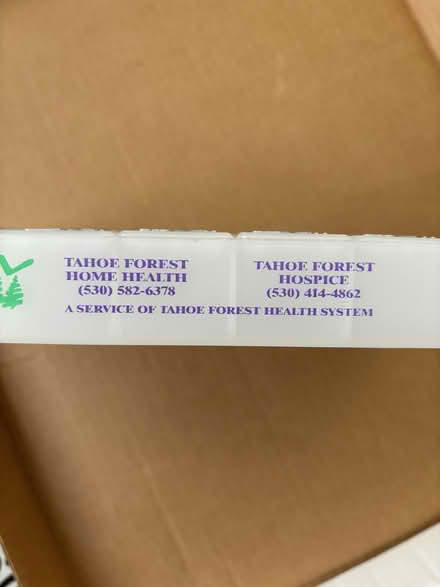 TAHOE FOREST
HOME HEALTH
(530) 582-6378
TAHOE FOREST
HOSPICE
(530) 414-4862
A SERVICE OF TAHOE FOREST HEALTH SYSTEM